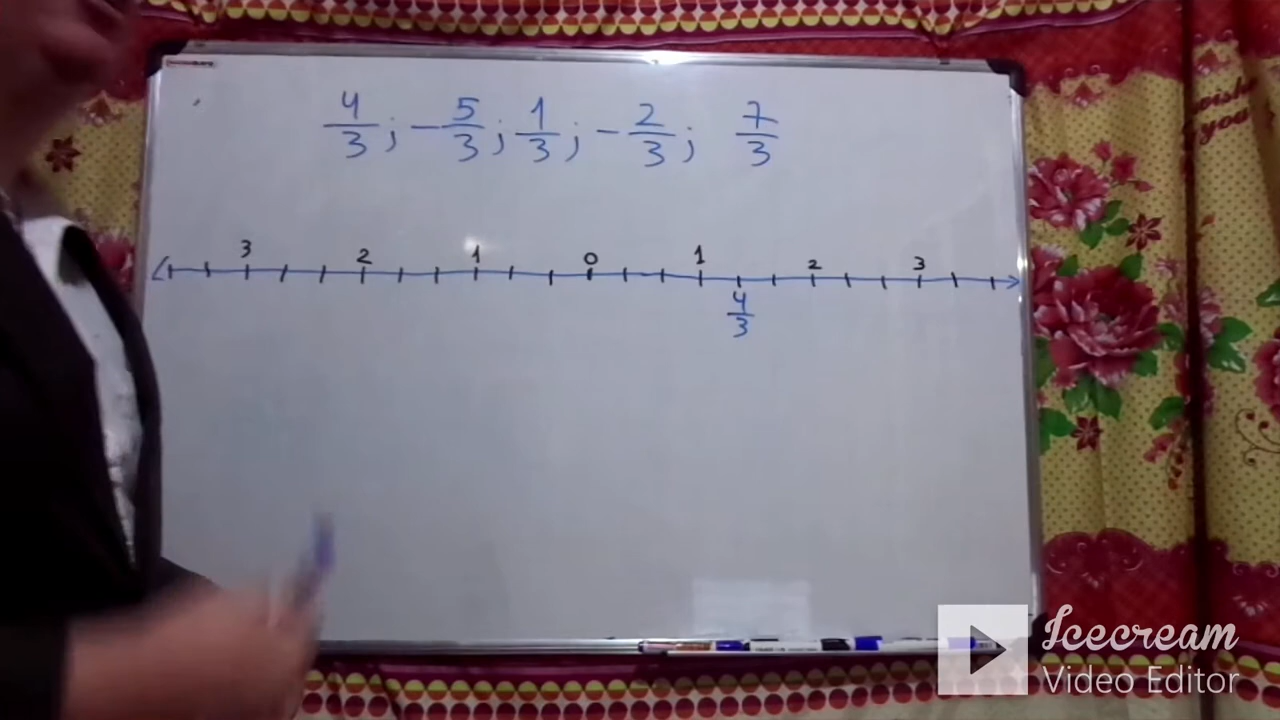 4/3; -5/3; 1/3; -2/3; 7/3
3 2 1 0 1 2 3
4/3
Icecream
Video Editor